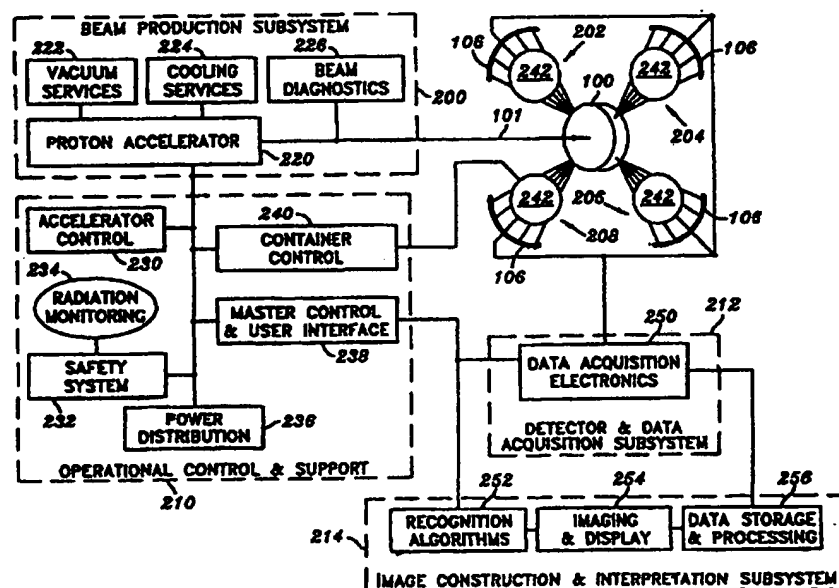 BEAM PRODUCTION SUBSYSTEM
222
224
226
VACUUM
SERVICES
COOLING
SERVICES
BEAM
DIAGNOSTICS
200
PROTON ACCELERATOR
220
106
202
106
242
242
100
101
204
242
206
242
208
106
106
ACCELERATOR
CONTROL
230
240
CONTAINER
CONTROL
234
RADIATION
MONITORING
MASTER CONTROL
& USER INTERFACE
238
SAFETY
SYSTEM
232
POWER
DISTRIBUTION
236
OPERATIONAL CONTROL & SUPPORT
210
250
212
DATA ACQUISITION
ELECTRONICS
DETECTOR & DATA
ACQUISITION SUBSYSTEM
252
254
256
214
RECOGNITION
ALGORITHMS
IMAGING
& DISPLAY
DATA STORAGE
& PROCESSING
IMAGE CONSTRUCTION & INTERPRETATION SUBSYSTEM